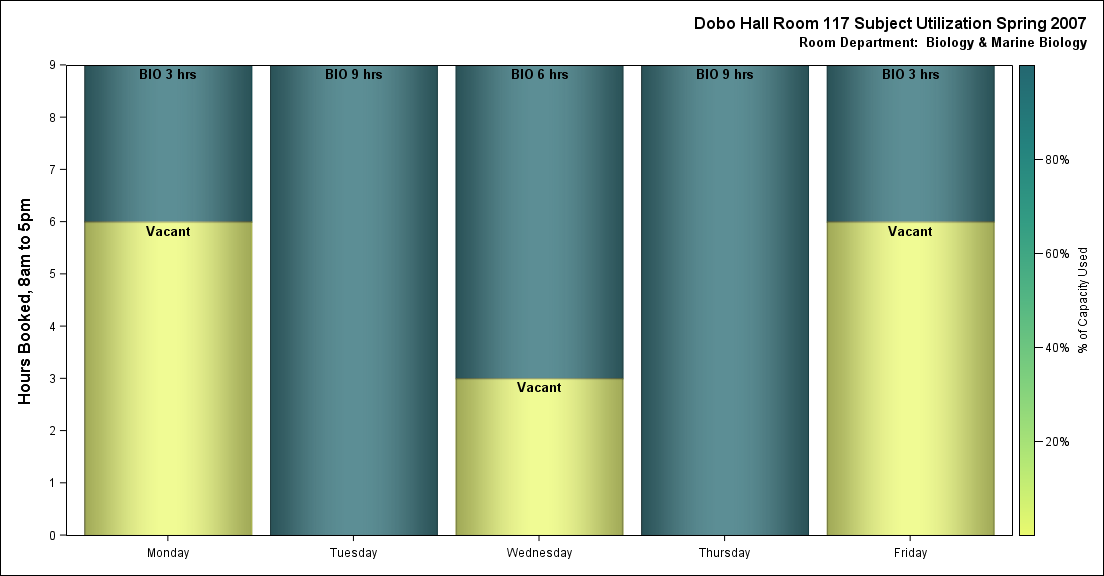 Dobo Hall Room 117 Subject Utilization Spring 2007
Room Department:  Biology & Marine Biology
Hours Booked, 8am to 5pm
9
8
7
6
5
4
3
2
1
0
BIO 3 hrs
Vacant
BIO 9 hrs
BIO 6 hrs
Vacant
BIO 9 hrs
BIO 3 hrs
Vacant
Monday
Tuesday
Wednesday
Thursday
Friday
80%
60%
40%
20%
% of Capacity Used